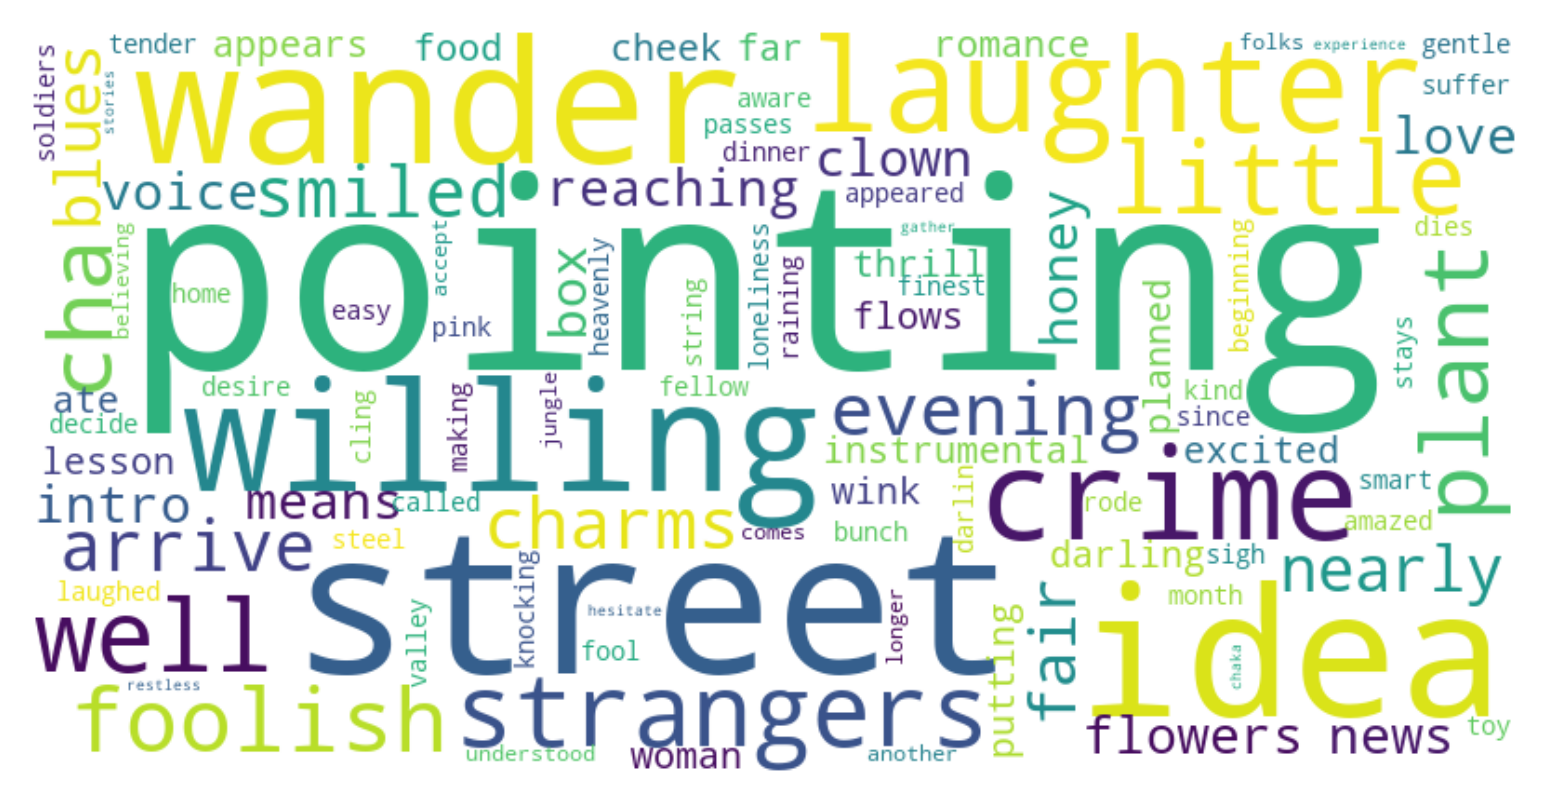 soldiers
tender
appears
food
cheek
far
romance
folks
experience
gentle
blues
stories
wander
laughter
suffer
aware
passes
dinner
clown
love
little
voice
smiled
reaching
appeared
cha
believing
pointing
home
easy
accept
pink
box
heavenly
string
loneliness
raining
gather
thrill
finest
flows
honey
planned
beginning
dies
stays
plant
ate
decide
desire
willing
cling
making
jungle
fellow
evening
kind
since
lesson
instrumental
excited
intro
means
called
charms
comes
wink
bunch
darlin
crime
rode
smart
amazed
arrive
steel
street
darling
sigh
nearly
laughed
well
valley
knocking
hesitate
fool
longer
putting
fair
month
idea
chaka
restless
foolish
strangers
understood
woman
another
flowers
news
toy